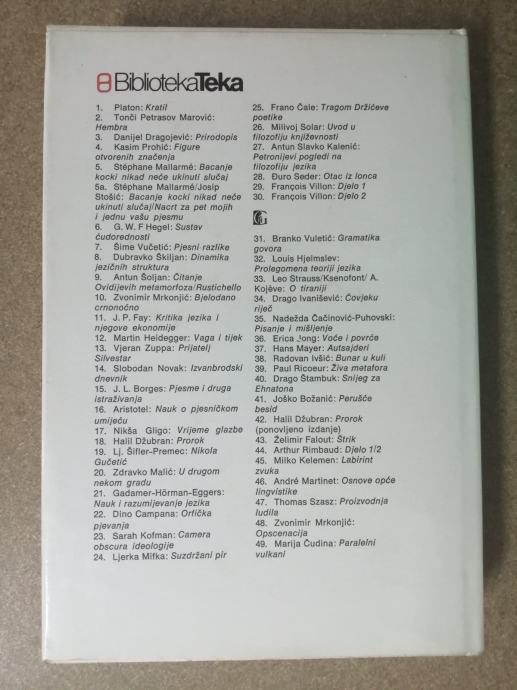 BibliotekaTeka
1. Platon: Kratil
2. Tonči Petrasov Marović:
Hembra
3. Danijel Dragojević: Prirodopis
4. Kasim Prohić: Figure
otvorenih značenja
5. Stéphane Mallarmé: Bacanje
kocki nikad neće ukinuti slučaj
5a. Stéphane Mallarmé/Josip
Stošić: Bacanje kocki nikad neće
ukinuti slučaj/Nacrt za pet mojih
i jednu vašu pjesmu
6. G. W. F Hegel: Sustav
ćudorednosti
7. Šime Vučetić: Pjesni razlike
8. Dubravko Škiljan: Dinamika
jezičnih struktura
9. Antun Šoljan: Čitanje
Ovidijevih metamorfoza/Rustichello
10. Zvonimir Mrkonjić: Bjelodano
crnonočno
11. J. P. Fay: Kritika jezika i
njegove ekonomije
12. Martin Heidegger: Vaga i tijek
13. Vjeran Zuppa: Prijatelj
Silvestar
14. Slobodan Novak: Izvanbrodski
dnevnik
15. J. L. Borges: Pjesme i druga
istraživanja
16. Aristotel: Nauk o pjesničkom
umijeću
17. Nikša Gligo: Vrijeme glazbe
18. Halil Džubran: Prorok
19. Lj. Šifler-Premec: Nikola
Gučetić
20. Zdravko Malić: U drugom
nekom gradu
21. Gadamer-Hörman-Eggers:
Nauk i razumijevanje jezika
22. Dino Campana: Orfička
pjevanja
23. Sarah Kofman: Camera
obscura ideologije
24. Ljerka Mifka: Suzdržani pir
25. Frano Čale: Tragom Držićeve
poetike
26. Milivoj Solar: Uvod u
filozofiju književnosti
27. Antun Slavko Kalenić:
Petronijevi pogledi na
filozofiju jezika
28. Đuro Seder: Otac iz lonca
29. François Villon: Djelo 1
30. François Villon: Djelo 2
31. Branko Vuletić: Gramatika
govora
32. Louis Hjelmslev:
Prolegomena teoriji jezika
33. Leo Strauss/Ksenofont/ A.
Kojève: O tiraniji
34. Drago Ivanišević: Čovjeku
riječ
35. Nadežda Čačinović-Puhovski:
Pisanje i mišljenje
36. Erica Jong: Voće i povrće
37. Hans Mayer: Autsajderi
38. Radovan Ivšić: Bunar u kuli
39. Paul Ricoeur: Živa metafora
40. Drago Štambuk: Snijeg za
Ehnatona
41. Joško Božanić: Perušće
besid
42. Halil Džubran: Prorok
(ponovljeno izdanje)
43. Želimir Falout: Štrik
44. Arthur Rimbaud: Djelo 1/2
45. Milko Kelemen: Labirint
zvuka
46. André Martinet: Osnove opće
lingvistike
47. Thomas Szasz: Proizvodnja
ludila
48. Zvonimir Mrkonjić:
Opscenacija
49. Marija Čudina: Paralelni
vulkani